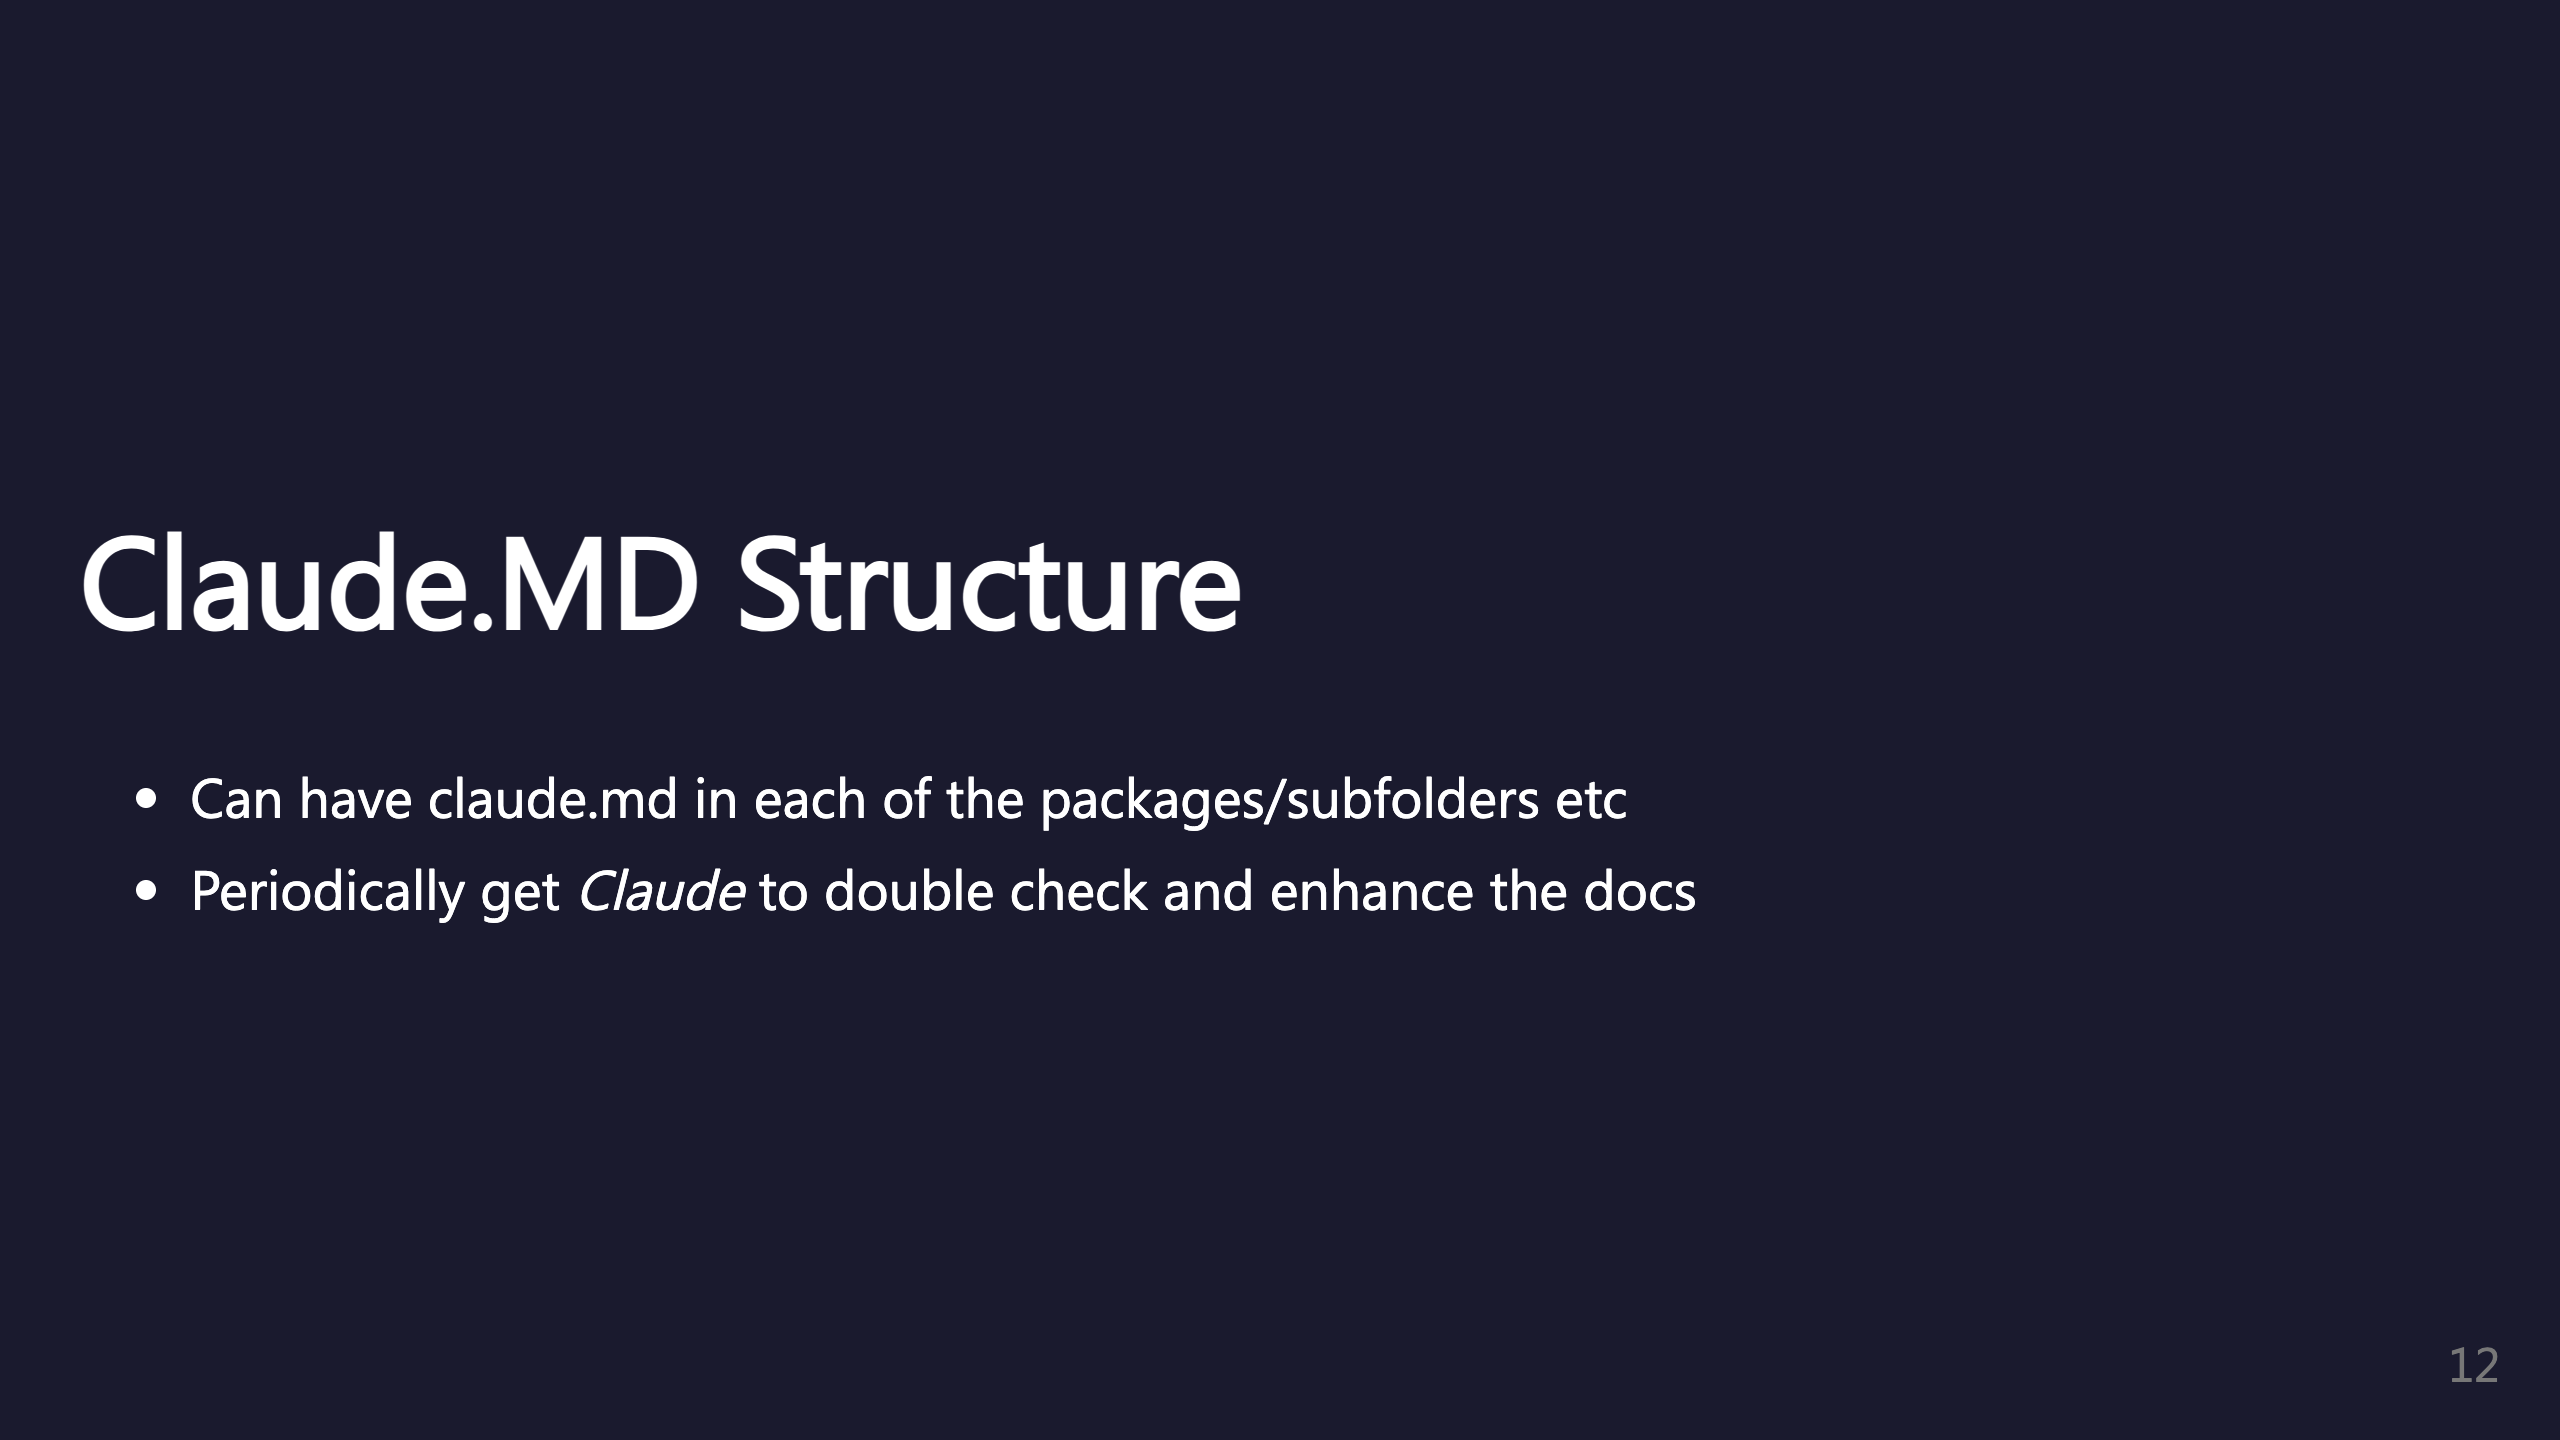 Claude.MD Structure
• Can have claude.md in each of the packages/subfolders etc
• Periodically get Claude to double check and enhance the docs
12